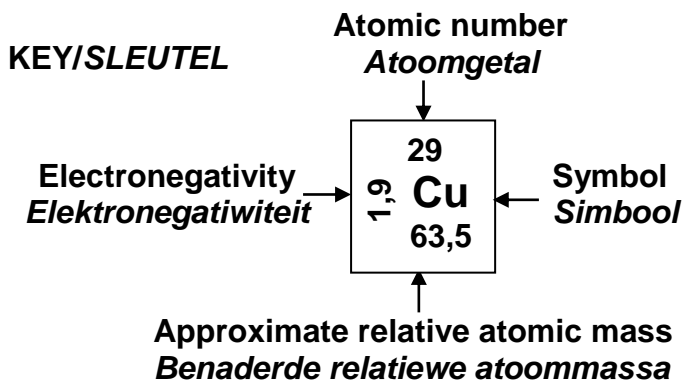 KEY/SLEUTEL
Atomic number
Atoomgetal
Electronegativity
Elektronegatiwiteit
29
1,9
Cu
63,5
Symbol
Simbool
Approximate relative atomic mass
Benaderde relatiewe atoommassa